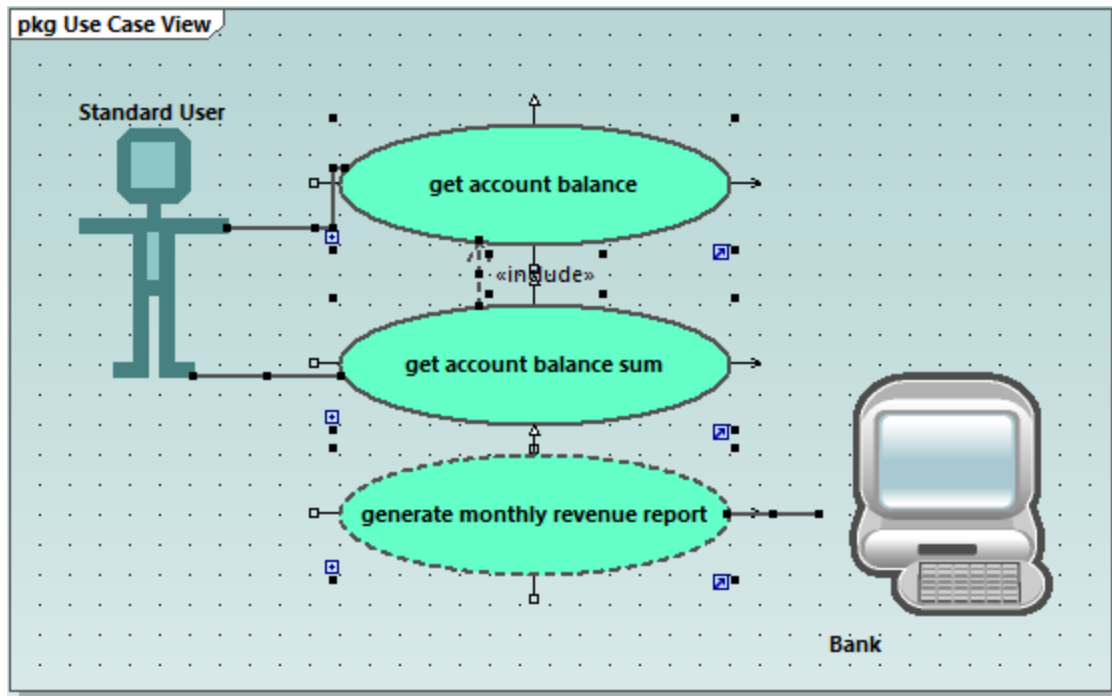 pkg Use Case View
Standard User
get account balance
«include»
get account balance sum
generate monthly revenue report
Bank